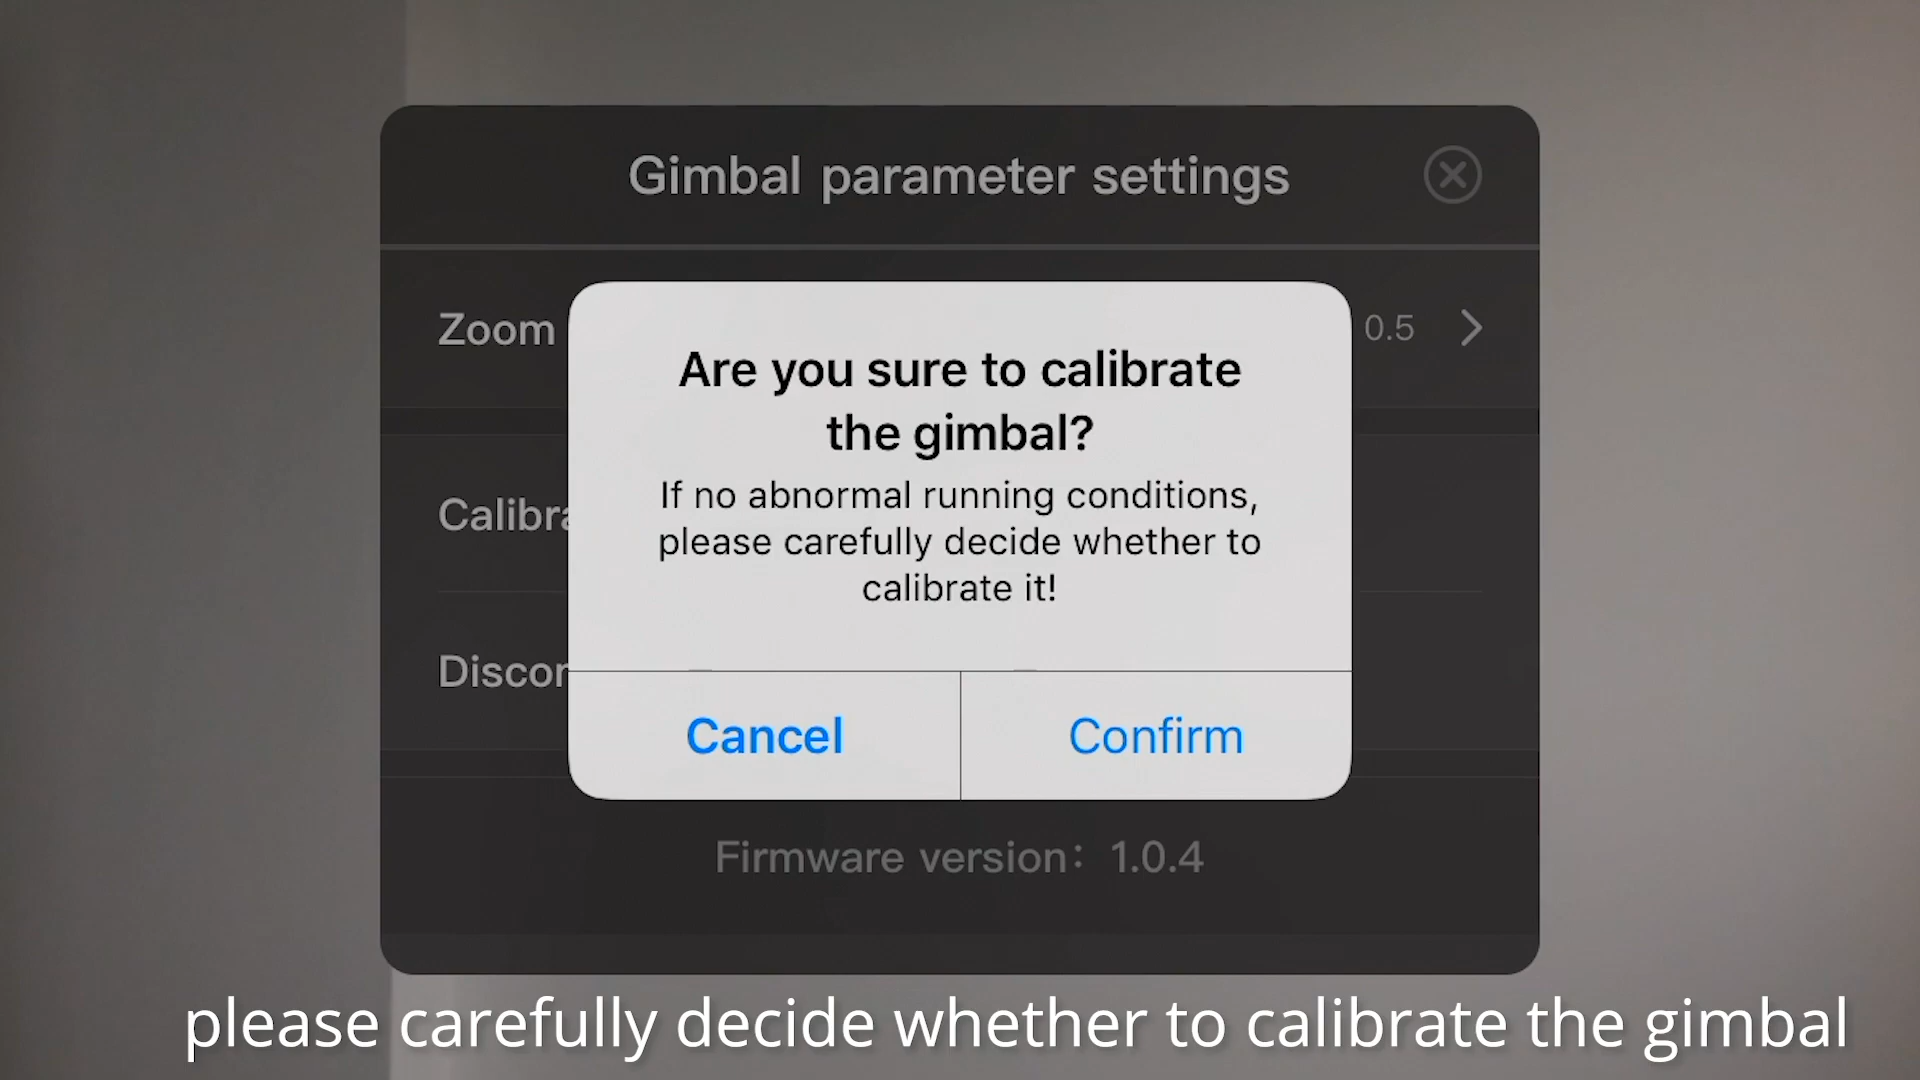 Gimbal parameter settings
Zoom
0.5
Are you sure to calibrate
the gimbal?
If no abnormal running conditions,
please carefully decide whether to
calibrate it!
Cancel
Confirm
Firmware version: 1.0.4
please carefully decide whether to calibrate the gimbal